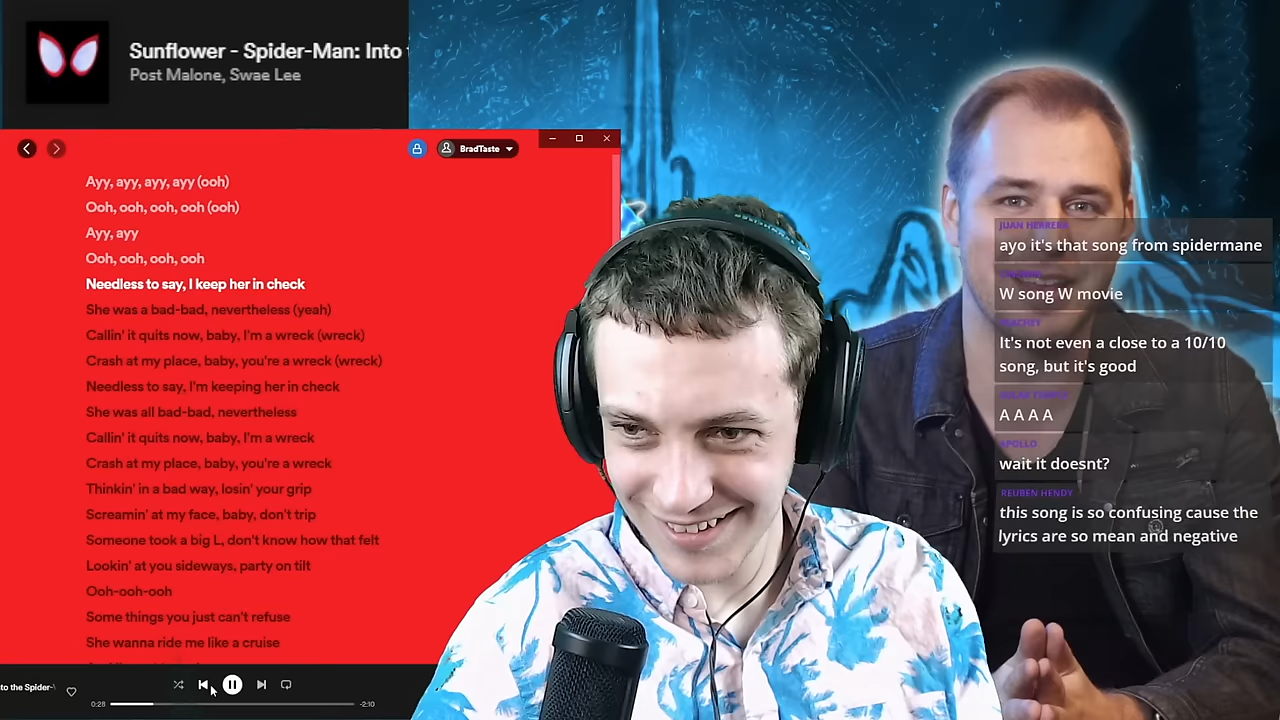 Sunflower - Spider-Man: Into
Post Malone, Swae Lee
BradTaste
Ayy, ayy, ayy, ayy (ooh)
Ooh, ooh, ooh, ooh (ooh)
Ayy, ayy
Ooh, ooh, ooh, ooh
Needless to say, I keep her in check
She was a bad-bad, nevertheless (yeah)
Callin' it quits now, baby, I'm a wreck (wreck)
Crash at my place, baby, you're a wreck (wreck)
Needless to say, I'm keeping her in check
She was all bad-bad, nevertheless
Callin' it quits now, baby, I'm a wreck
Crash at my place, baby, you're a wreck
Thinkin' in a bad way, losin' your grip
Screamin' at my face, baby, don't trip
Someone took a big L, don't know how that felt
Lookin' at you sideways, party on tilt
Ooh-ooh-ooh
Some things you just can't refuse
She wanna ride me like a cruise
to the Spider-
0:28
-2:10
JUAN HERRERA
ayo it's that song from spidermane
W song W movie
It's not even a close to a 10/10
song, but it's good
A A A A
APOLLO
wait it doesnt?
REUBEN HENDY
this song is so confusing cause the
lyrics are so mean and negative